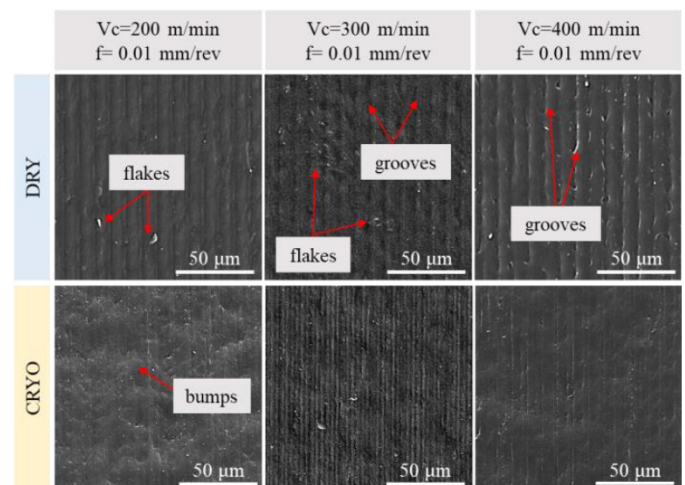 Vc=200 m/min
f= 0.01 mm/rev
Vc=300 m/min
f= 0.01 mm/rev
Vc=400 m/min
f= 0.01 mm/rev
DRY
flakes
50 µm
grooves
flakes
50 µm
grooves
50 µm
CRYO
bumps
50 µm
50 µm
50 µm